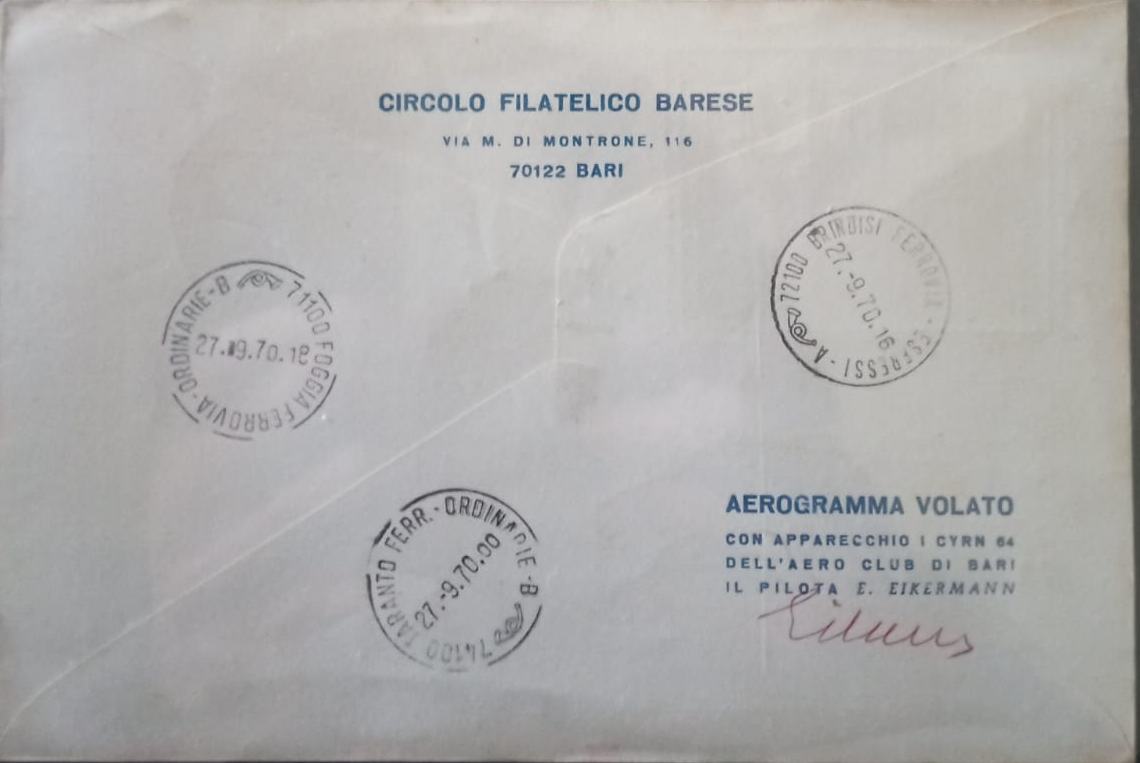 CIRCOLO FILATELICO BARESE
VIA M. DI MONTRONE, 116
70122 BARI
72100 BRINDISI FERROVIA - ESPRESSI - A
27.-9.70.16
71100 FOGGIA FERROVIA - ORDINARIE - B
27. 9.70.18
74100 TARANTO FERR. - ORDINARIE - B
27.-9.70.00
AEROGRAMMA VOLATO
CON APPARECCHIO I CYRN 64
DELL'AERO CLUB DI BARI
IL PILOTA E. EIKERMANN